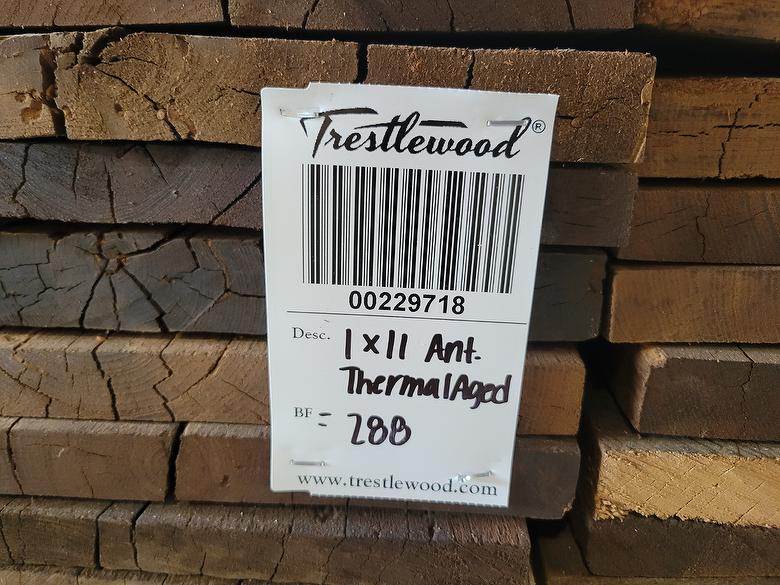 Trestlewood®
00229718
Desc. 1x11 Ant.
ThermalAged
BF = 288
www.trestlewood.com